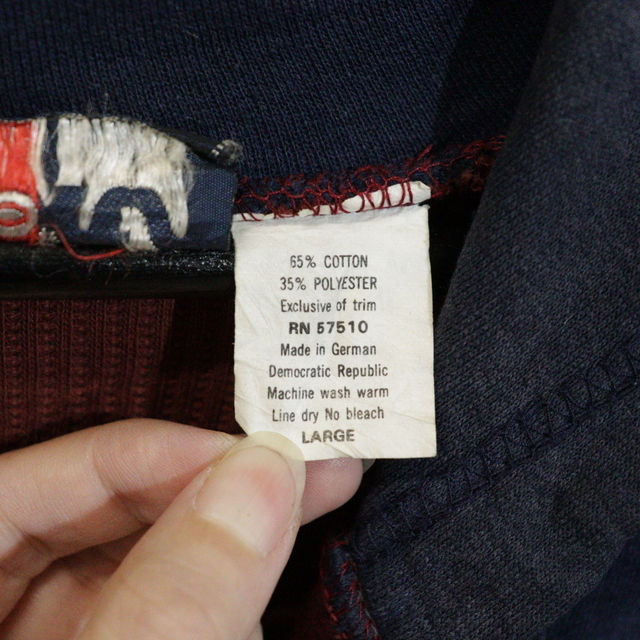 65% COTTON
35% POLYESTER
Exclusive of trim
RN 57510
Made in German
Democratic Republic
Machine wash warm
Line dry No bleach
LARGE